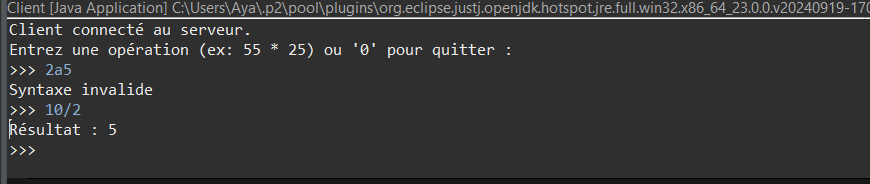 Client [Java Application] C:\Users\Aya\.p2\pool\plugins\org.eclipse.justj.openjdk.hotspot.jre.full.win32.x86_64_23.0.0.v20240919-170
Client connecté au serveur.
Entrez une opération (ex: 55 * 25) ou '0' pour quitter :
>>> 2a5
Syntaxe invalide
>>> 10/2
Résultat : 5
>>>